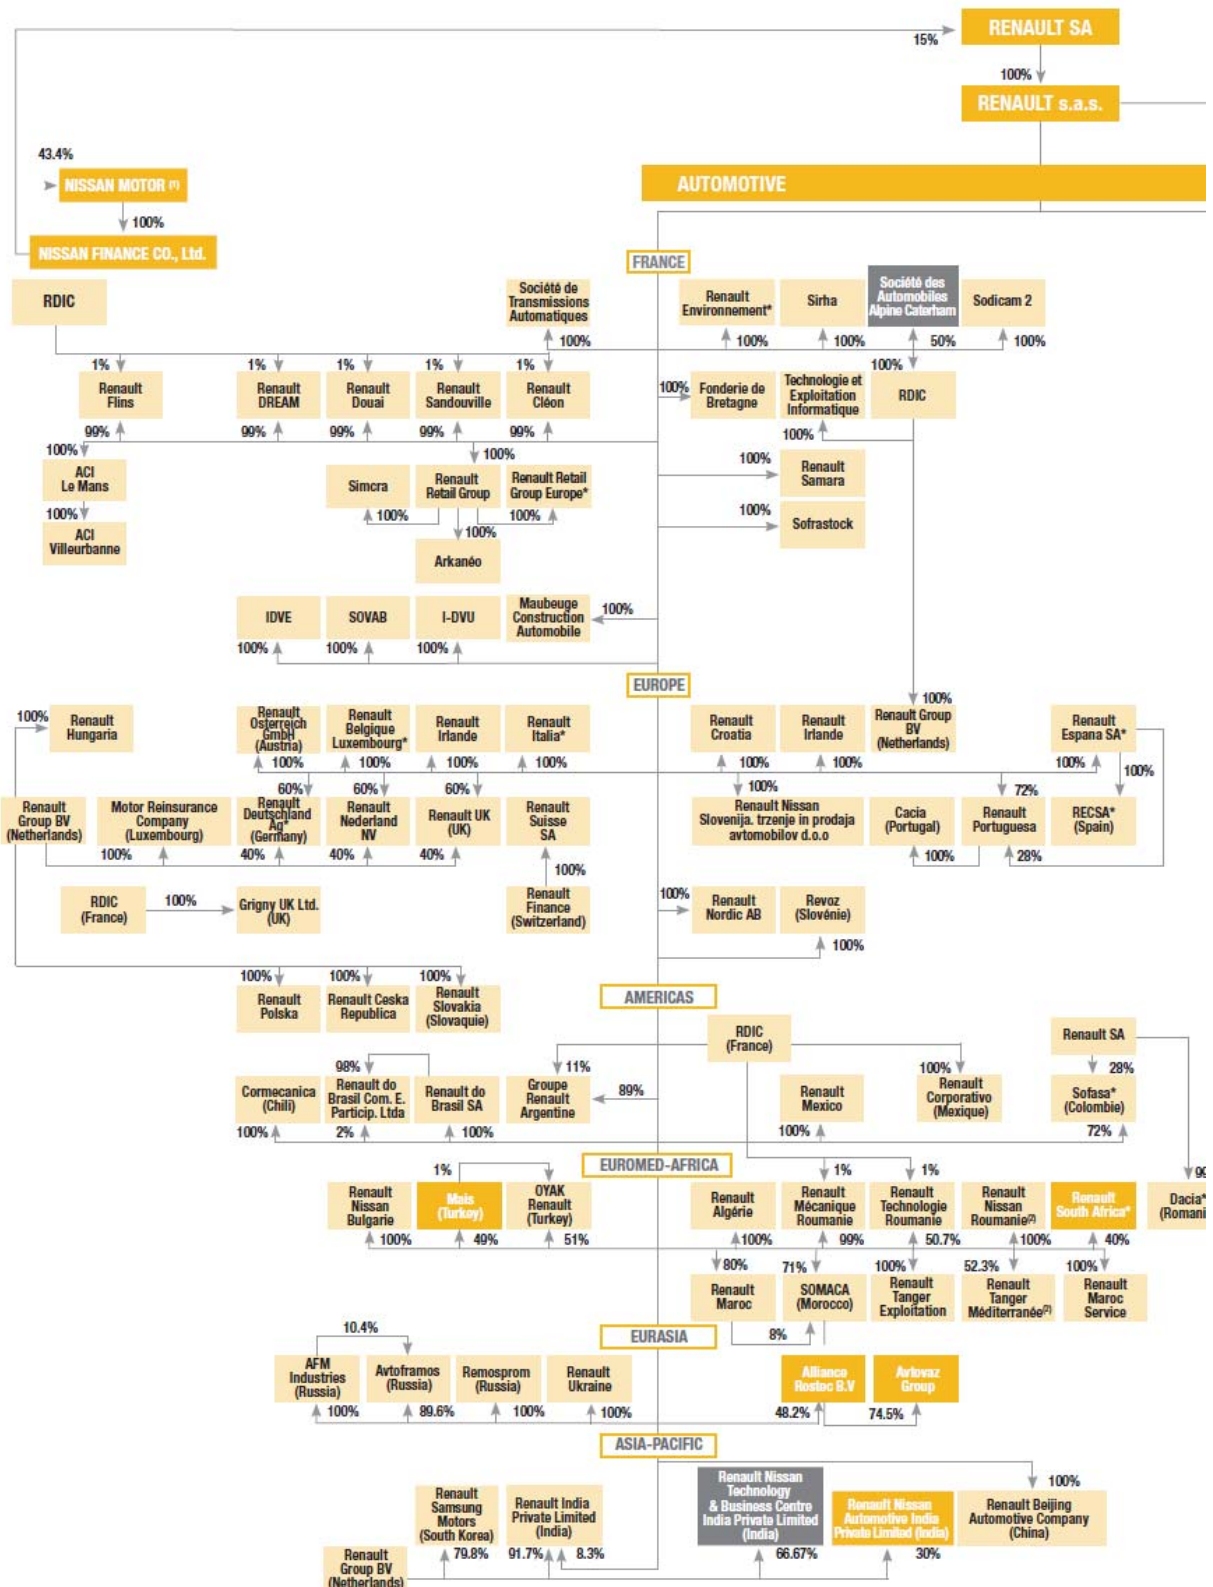 RENAULT SA
15%
100%
RENAULT s.a.s.
43.4%
NISSAN MOTOR (1)
AUTOMOTIVE
100%
NISSAN FINANCE CO., Ltd.
FRANCE
RDIC
Société de
Transmissions
Automatiques
Renault
Environnement*
Sirha
Société des
Automobiles
Alpine Caterham
Sodicam 2
100%
100%
100%
50%
100%
1%
1%
1%
1%
1%
100%
Renault
Flins
Renault
DREAM
Renault
Douai
Renault
Sandouville
Renault
Cléon
100%
Fonderie de
Bretagne
Technologie et
Exploitation
Informatique
RDIC
99%
99%
99%
99%
99%
100%
100%
100%
ACI
Le Mans
Simcra
Renault
Retail Group
Renault Retail
Group Europe*
100%
Renault
Samara
100%
ACI
Villeurbanne
100%
100%
100%
Arkanéo
100%
Sofrastock
IDVE
SOVAB
I-DVU
Maubeuge
Construction
Automobile
100%
100%
100%
100%
EUROPE
100%
Renault
Hungaria
Renault
Osterreich
GmbH
(Austria)
Renault
Belgique
Luxembourg*
Renault
Irlande
Renault
Italia*
Renault
Croatia
Renault
Irlande
100%
Renault Group
BV
(Netherlands)
Renault
Espana SA*
100%
100%
100%
100%
100%
100%
100%
100%
60%
60%
60%
100%
72%
Renault
Group BV
(Netherlands)
Motor Reinsurance
Company
(Luxembourg)
Renault
Deutschland
Ag*
(Germany)
Renault
Nederland
NV
Renault UK
(UK)
Renault
Suisse
SA
Renault Nissan
Slovenija. trzenje in prodaja
avtomobilov d.o.o
Cacia
(Portugal)
Renault
Portuguesa
RECSA*
(Spain)
100%
40%
40%
40%
100%
100%
28%
RDIC
(France)
100%
Grigny UK Ltd.
(UK)
Renault
Finance
(Switzerland)
100%
Renault
Nordic AB
Revoz
(Slovénie)
100%
100%
100%
100%
Renault
Polska
Renault Ceska
Republica
Renault
Slovakia
(Slovaquie)
AMERICAS
RDIC
(France)
Renault SA
98%
11%
100%
28%
Cormecanica
(Chili)
Renault do
Brasil Com. E.
Particip. Ltda
Renault do
Brasil SA
Groupe
Renault
Argentine
89%
Renault
Mexico
Renault
Corporativo
(Mexique)
Sofasa*
(Colombie)
100%
2%
100%
100%
72%
EUROMED-AFRICA
1%
1%
1%
99
Renault
Nissan
Bulgarie
Mais
(Turkey)
OYAK
Renault
(Turkey)
Renault
Algérie
Renault
Mécanique
Roumanie
Renault
Technologie
Roumanie
Renault
Nissan
Roumanie(2)
Renault
South Africa*
Dacia*
(Romani
100%
49%
51%
100%
99%
50.7%
100%
40%
80%
71%
100%
52.3%
100%
Renault
Maroc
SOMACA
(Morocco)
Renault
Tanger
Exploitation
Renault
Tanger
Méditerranée(2)
Renault
Maroc
Service
8%
EURASIA
10.4%
AFM
Industries
(Russia)
Avtoframos
(Russia)
Remosprom
(Russia)
Renault
Ukraine
Alliance
Rostec B.V
Avtovaz
Group
100%
89.6%
100%
100%
48.2%
74.5%
ASIA-PACIFIC
Renault
Samsung
Motors
(South Korea)
Renault India
Private Limited
(India)
Renault Nissan
Technology
& Business Centre
India Private Limited
(India)
Renault Nissan
Automotive India
Private Limited (India)
100%
Renault Beijing
Automotive Company
(China)
79.8%
91.7%
8.3%
66.67%
30%
Renault
Group BV
(Netherlands)